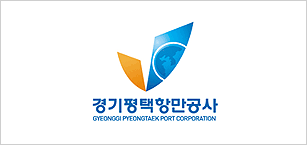 경기평택항만공사
GYEONGGI PYEONGTAEK PORT CORPORATION